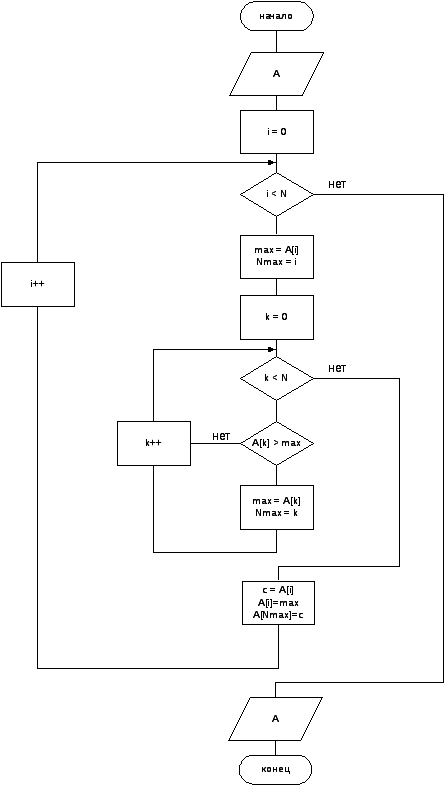 начало
A
i = 0
i < N
нет
max = A[i]
Nmax = i
i++
k = 0
k < N
нет
A[k] > max
нет
k++
max = A[k]
Nmax = k
c = A[i]
A[i]=max
A[Nmax]=c
A
конец